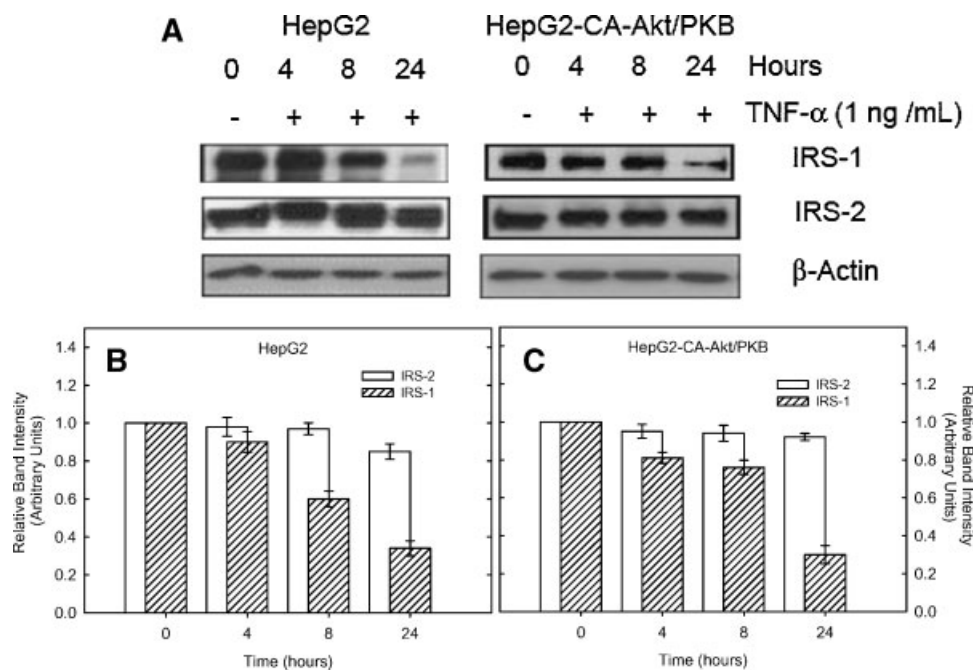 A
HepG2 HepG2-CA-Akt/PKB
0 4 8 24 0 4 8 24 Hours
- + + + - + + + TNF-α (1 ng /mL)
IRS-1
IRS-2
β-Actin
B
HepG2
IRS-2
IRS-1
Relative Band Intensity
(Arbitrary Units)
1.4
1.2
1.0
0.8
0.6
0.4
0.2
0.0
0 4 8 24
Time (hours)
C
HepG2-CA-Akt/PKB
IRS-2
IRS-1
1.4
1.2
1.0
0.8
0.6
0.4
0.2
0.0
Relative Band Intensity
(Arbitrary Units)
0 4 8 24
Time (hours)